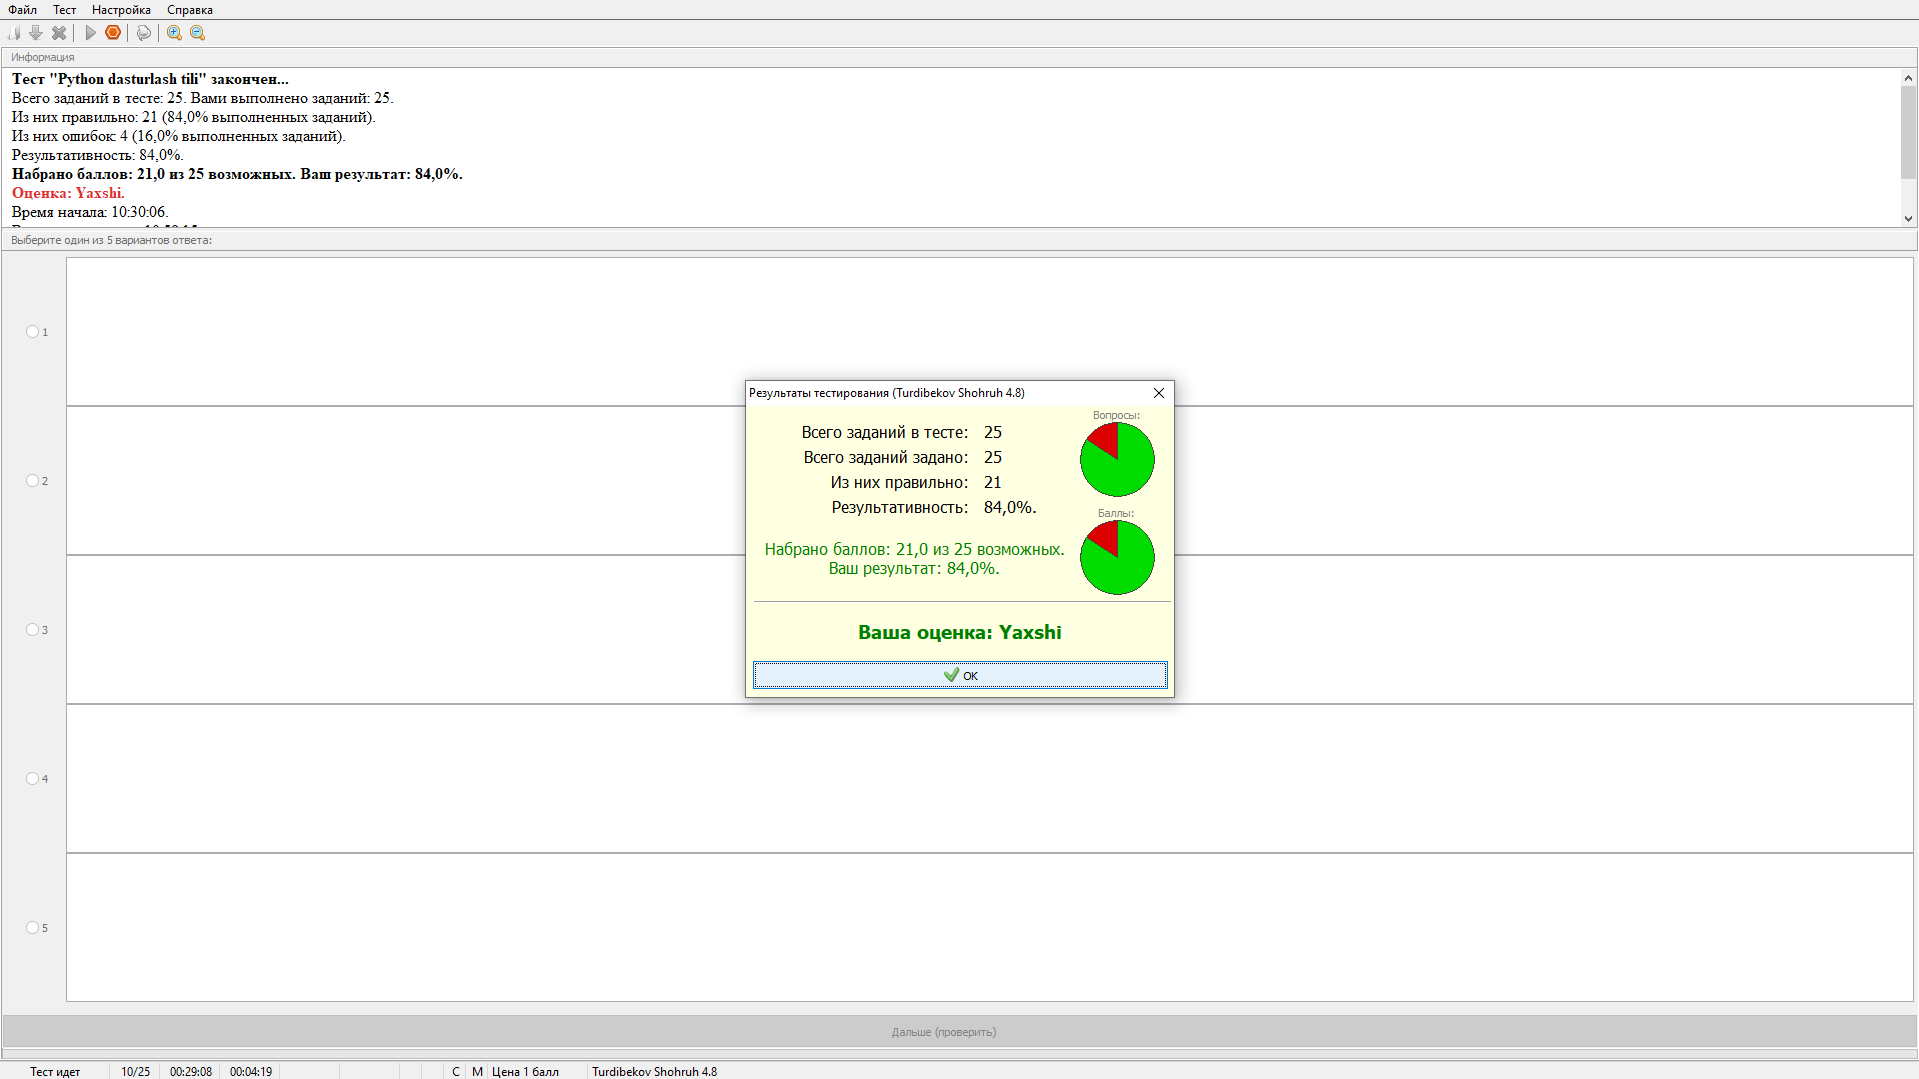 Файл Тест Настройка Справка
Информация
Тест "Python dasturlash tili" закончен...
Всего заданий в тесте: 25. Вами выполнено заданий: 25.
Из них правильно: 21 (84,0% выполненных заданий).
Из них ошибок: 4 (16,0% выполненных заданий).
Результативность: 84,0%.
Набрано баллов: 21,0 из 25 возможных. Ваш результат: 84,0%.
Оценка: Yaxshi.
Время начала: 10:30:06.
Выберите один из 5 вариантов ответа:
1
2
3
4
5
Результаты тестирования (Turdibekov Shohruh 4.8)
Всего заданий в тесте: 25
Всего заданий задано: 25
Из них правильно: 21
Результативность: 84,0%.
Вопросы:
Баллы:
Набрано баллов: 21,0 из 25 возможных.
Ваш результат: 84,0%.
Ваша оценка: Yaxshi
OK
Дальше (проверить)
Тест идет 10/25 00:29:08 00:04:19 С М Цена 1 балл Turdibekov Shohruh 4.8